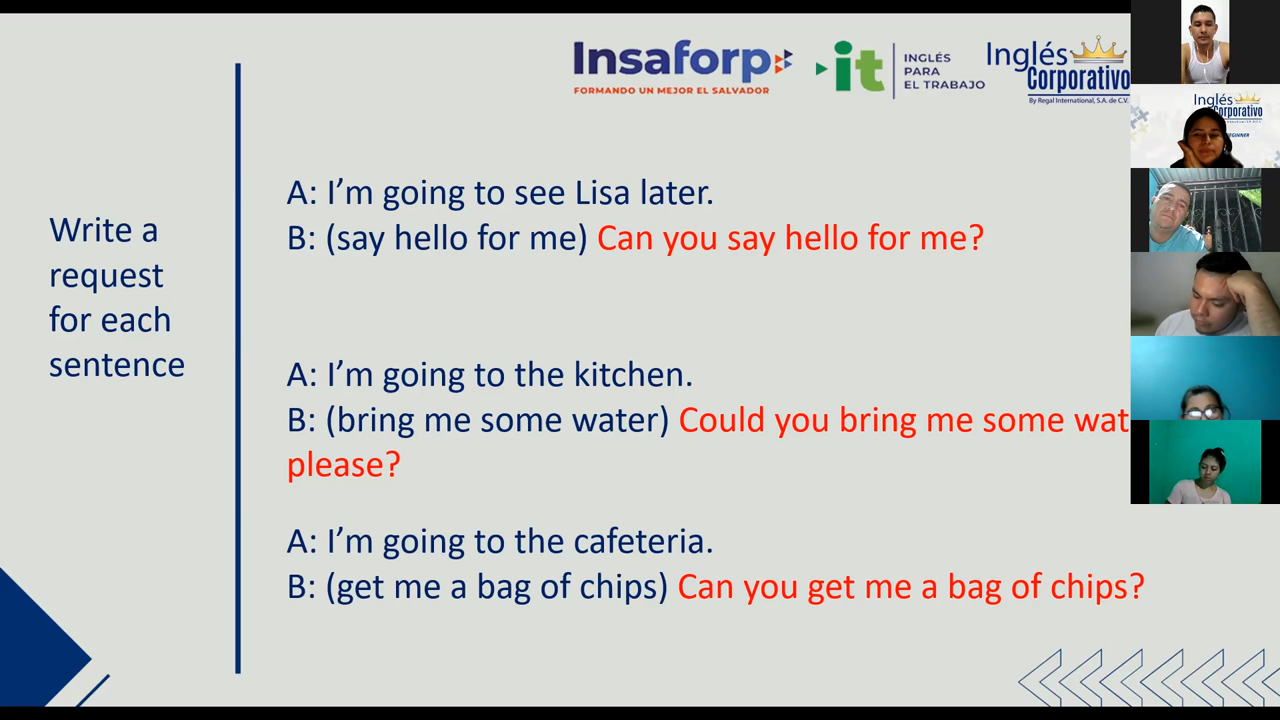 Insaforp
FORMANDO UN MEJOR EL SALVADOR
it
INGLÉS
PARA
EL TRABAJO
Inglés
Corporativo
By Regal International, S.A. de C.V.
Inglés
Corporativo
Write a
request
for each
sentence
A: I’m going to see Lisa later.
B: (say hello for me) Can you say hello for me?
A: I’m going to the kitchen.
B: (bring me some water) Could you bring me some wat
please?
A: I’m going to the cafeteria.
B: (get me a bag of chips) Can you get me a bag of chips?